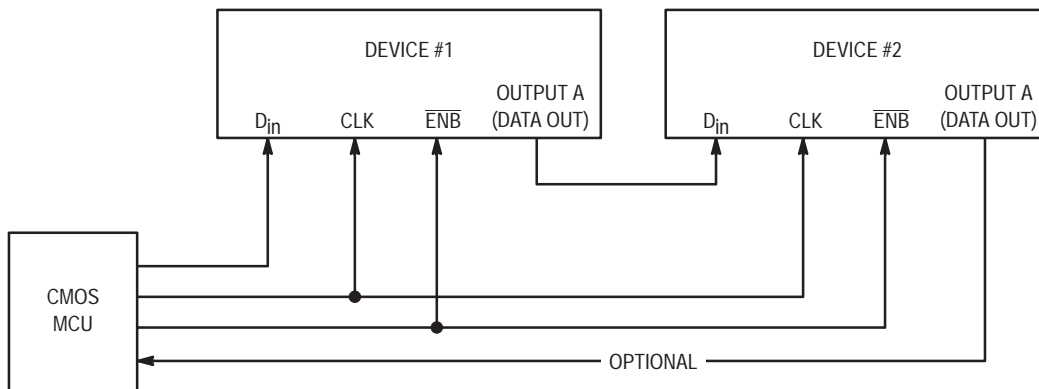 DEVICE #1
DEVICE #2
OUTPUT A
(DATA OUT)
Din
CLK
ENB
OUTPUT A
(DATA OUT)
Din
CLK
ENB
CMOS
MCU
OPTIONAL